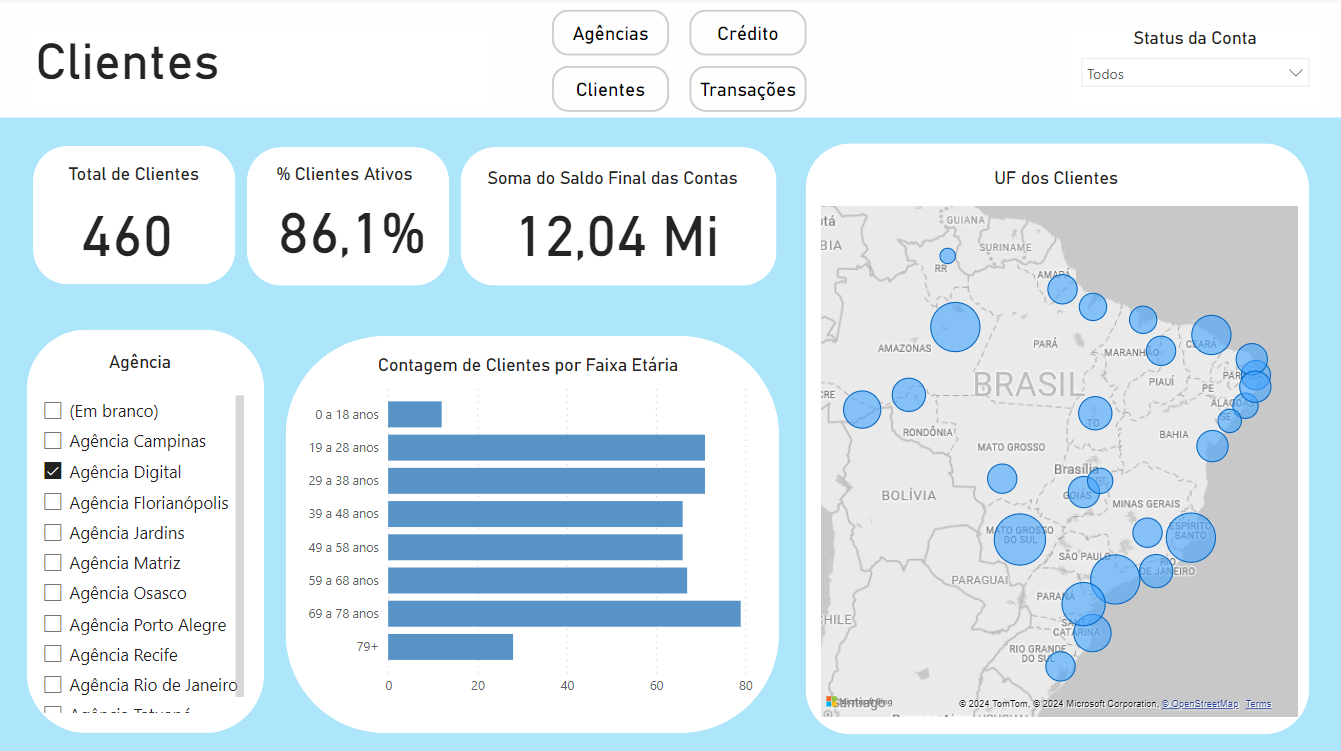 Clientes
Agências
Crédito
Clientes
Transações
Status da Conta
Todos
Total de Clientes
460
% Clientes Ativos
86,1%
Soma do Saldo Final das Contas
12,04 Mi
Agência
(Em branco)
Agência Campinas
Agência Digital
Agência Florianópolis
Agência Jardins
Agência Matriz
Agência Osasco
Agência Porto Alegre
Agência Recife
Agência Rio de Janeiro
Contagem de Clientes por Faixa Etária
0 a 18 anos
19 a 28 anos
29 a 38 anos
39 a 48 anos
49 a 58 anos
59 a 68 anos
69 a 78 anos
79+
0
20
40
60
80
UF dos Clientes
GUIANA
SURINAME
RR
AMAPÁ
AMAZONAS
PARÁ
MARANHÃO
CEARÁ
PIAUÍ
PE
ALAGOAS
SE
BRASIL
TO
RONDÔNIA
BAHIA
MATO GROSSO
Brasília
GOIÁS
BOLÍVIA
MINAS GERAIS
MATO GROSSO
DO SUL
ESPÍRITO
SANTO
SÃO PAULO
RIO
DE JANEIRO
PARAGUAI
PARANÁ
SANTA
CATARINA
RIO GRANDE
DO SUL
Santiago
© 2024 TomTom, © 2024 Microsoft Corporation, © OpenStreetMap Terms